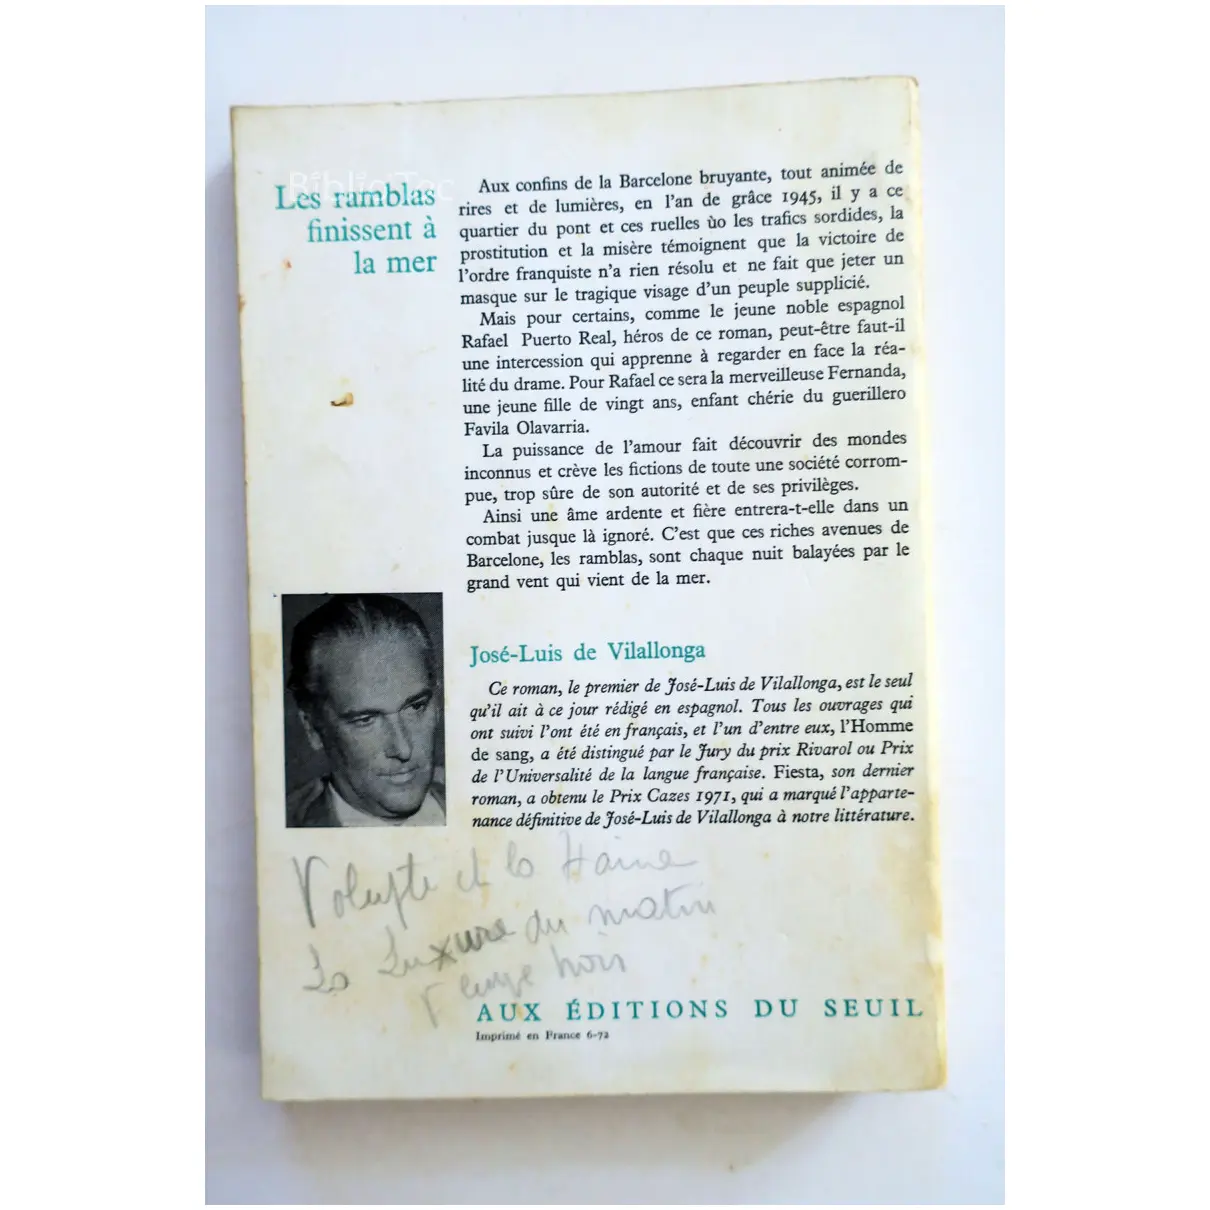 Biblio'Toc
Les ramblas
finissent à
la mer
Aux confins de la Barcelone bruyante, tout animée de
rires et de lumières, en l'an de grâce 1945, il y a ce
quartier du pont et ces ruelles ùo les trafics sordides, la
prostitution et la misère témoignent que la victoire de
l'ordre franquiste n'a rien résolu et ne fait que jeter un
masque sur le tragique visage d'un peuple supplicié.
Mais pour certains, comme le jeune noble espagnol
Rafael Puerto Real, héros de ce roman, peut-être faut-il
une intercession qui apprenne à regarder en face la réa-
lité du drame. Pour Rafael ce sera la merveilleuse Fernanda,
une jeune fille de vingt ans, enfant chérie du guerillero
Favila Olavarria.
La puissance de l'amour fait découvrir des mondes
inconnus et crève les fictions de toute une société corrom-
pue, trop sûre de son autorité et de ses privilèges.
Ainsi une âme ardente et fière entrera-t-elle dans un
combat jusque là ignoré. C'est que ces riches avenues de
Barcelone, les ramblas, sont chaque nuit balayées par le
grand vent qui vient de la mer.
José-Luis de Vilallonga
Ce roman, le premier de José-Luis de Vilallonga, est le seul
qu'il ait à ce jour rédigé en espagnol. Tous les ouvrages qui
ont suivi l'ont été en français, et l'un d'entre eux, l'Homme
de sang, a été distingué par le Jury du prix Rivarol ou Prix
de l'Universalité de la langue française. Fiesta, son dernier
roman, a obtenu le Prix Cazes 1971, qui a marqué l'apparte-
nance définitive de José-Luis de Vilallonga à notre littérature.
Volupte et la Haine
La Luxure du matin
AUX ÉDITIONS DU SEUIL
Imprimé en France 6-72